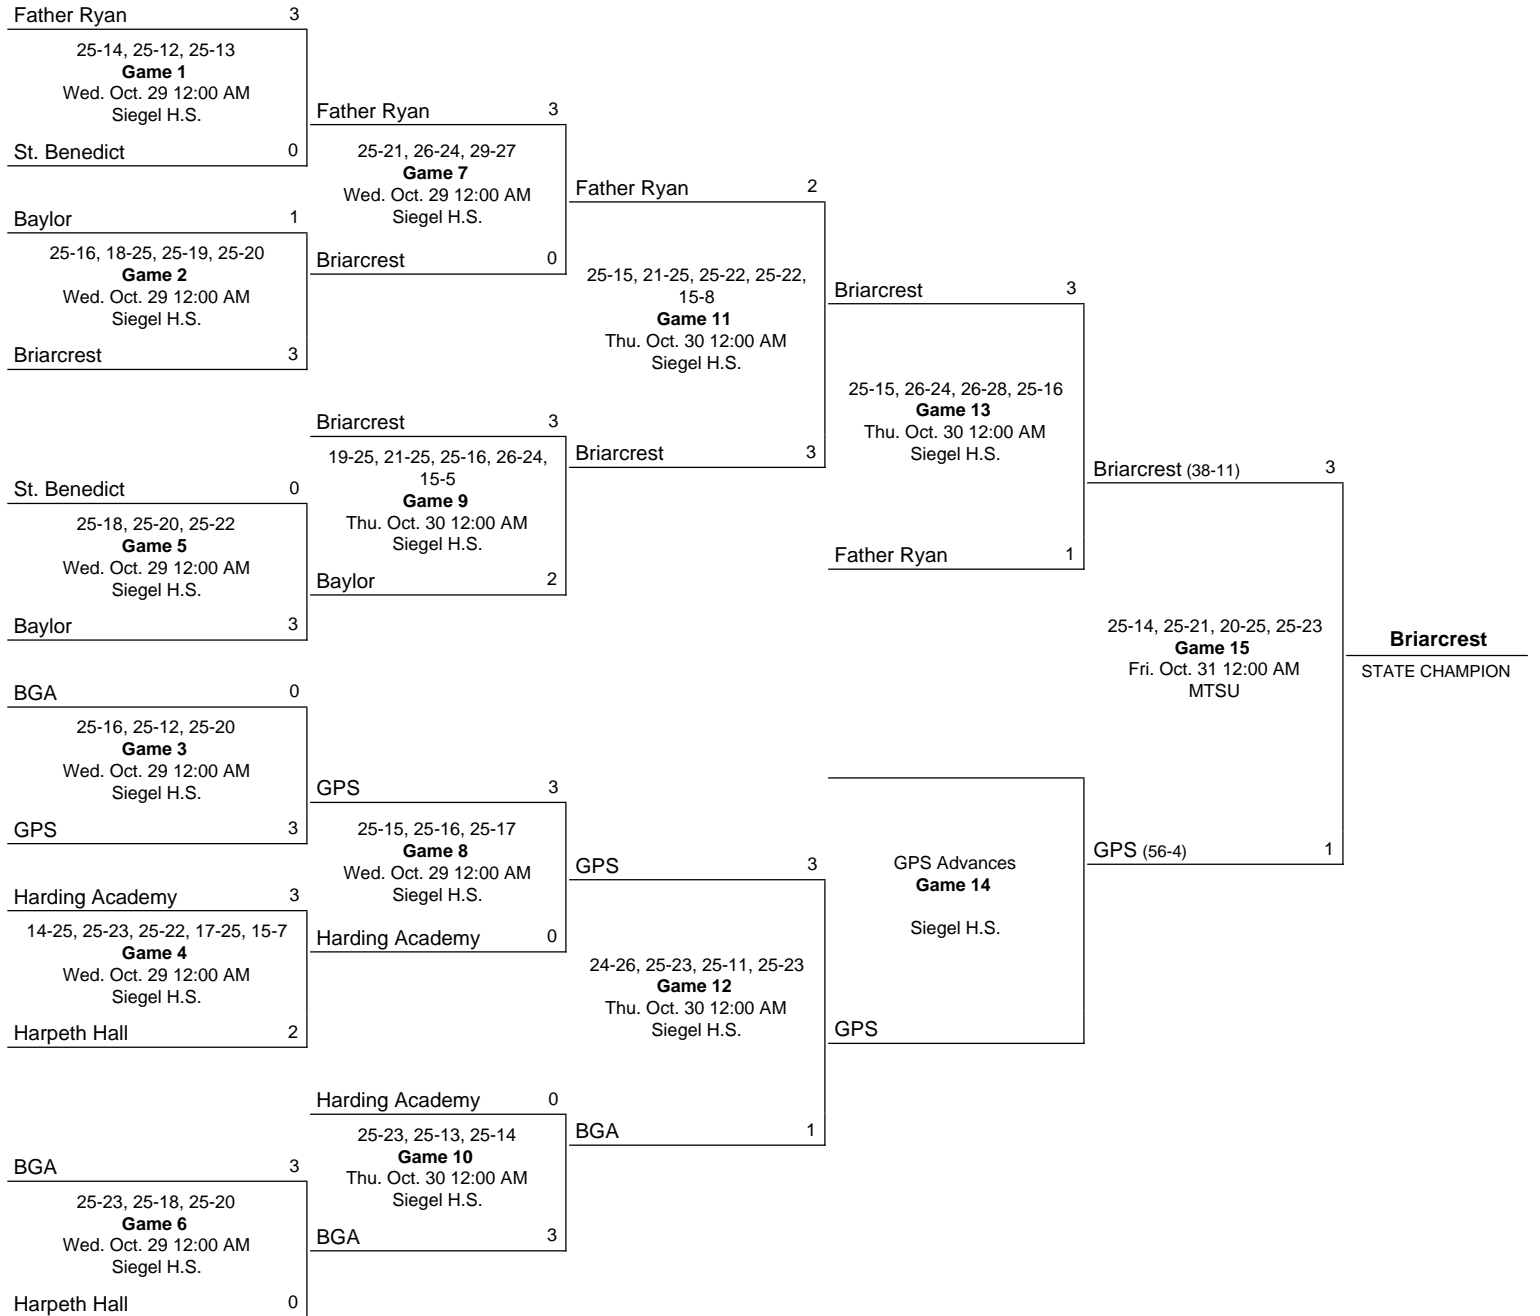 Father Ryan 3
25-14, 25-12, 25-13
Game 1
Wed. Oct. 29 12:00 AM
Siegel H.S.
St. Benedict 0
Baylor 1
25-16, 18-25, 25-19, 25-20
Game 2
Wed. Oct. 29 12:00 AM
Siegel H.S.
Briarcrest 3
St. Benedict 0
25-18, 25-20, 25-22
Game 5
Wed. Oct. 29 12:00 AM
Siegel H.S.
Baylor 3
BGA 0
25-16, 25-12, 25-20
Game 3
Wed. Oct. 29 12:00 AM
Siegel H.S.
GPS 3
Harding Academy 3
14-25, 25-23, 25-22, 17-25, 15-7
Game 4
Wed. Oct. 29 12:00 AM
Siegel H.S.
Harpeth Hall 2
BGA 3
25-23, 25-18, 25-20
Game 6
Wed. Oct. 29 12:00 AM
Siegel H.S.
Harpeth Hall 0
Father Ryan 3
25-21, 26-24, 29-27
Game 7
Wed. Oct. 29 12:00 AM
Siegel H.S.
Briarcrest 0
Briarcrest 3
19-25, 21-25, 25-16, 26-24,
15-5
Game 9
Thu. Oct. 30 12:00 AM
Siegel H.S.
Baylor 2
GPS 3
25-15, 25-16, 25-17
Game 8
Wed. Oct. 29 12:00 AM
Siegel H.S.
Harding Academy 0
Harding Academy 0
25-23, 25-13, 25-14
Game 10
Thu. Oct. 30 12:00 AM
Siegel H.S.
BGA 3
Father Ryan 2
25-15, 21-25, 25-22, 25-22,
15-8
Game 11
Thu. Oct. 30 12:00 AM
Siegel H.S.
Briarcrest 3
GPS 3
24-26, 25-23, 25-11, 25-23
Game 12
Thu. Oct. 30 12:00 AM
Siegel H.S.
BGA 1
Briarcrest 3
25-15, 26-24, 26-28, 25-16
Game 13
Thu. Oct. 30 12:00 AM
Siegel H.S.
Father Ryan 1
GPS Advances
Game 14
Siegel H.S.
GPS
Briarcrest (38-11) 3
25-14, 25-21, 20-25, 25-23
Game 15
Fri. Oct. 31 12:00 AM
MTSU
GPS (56-4) 1
Briarcrest
STATE CHAMPION